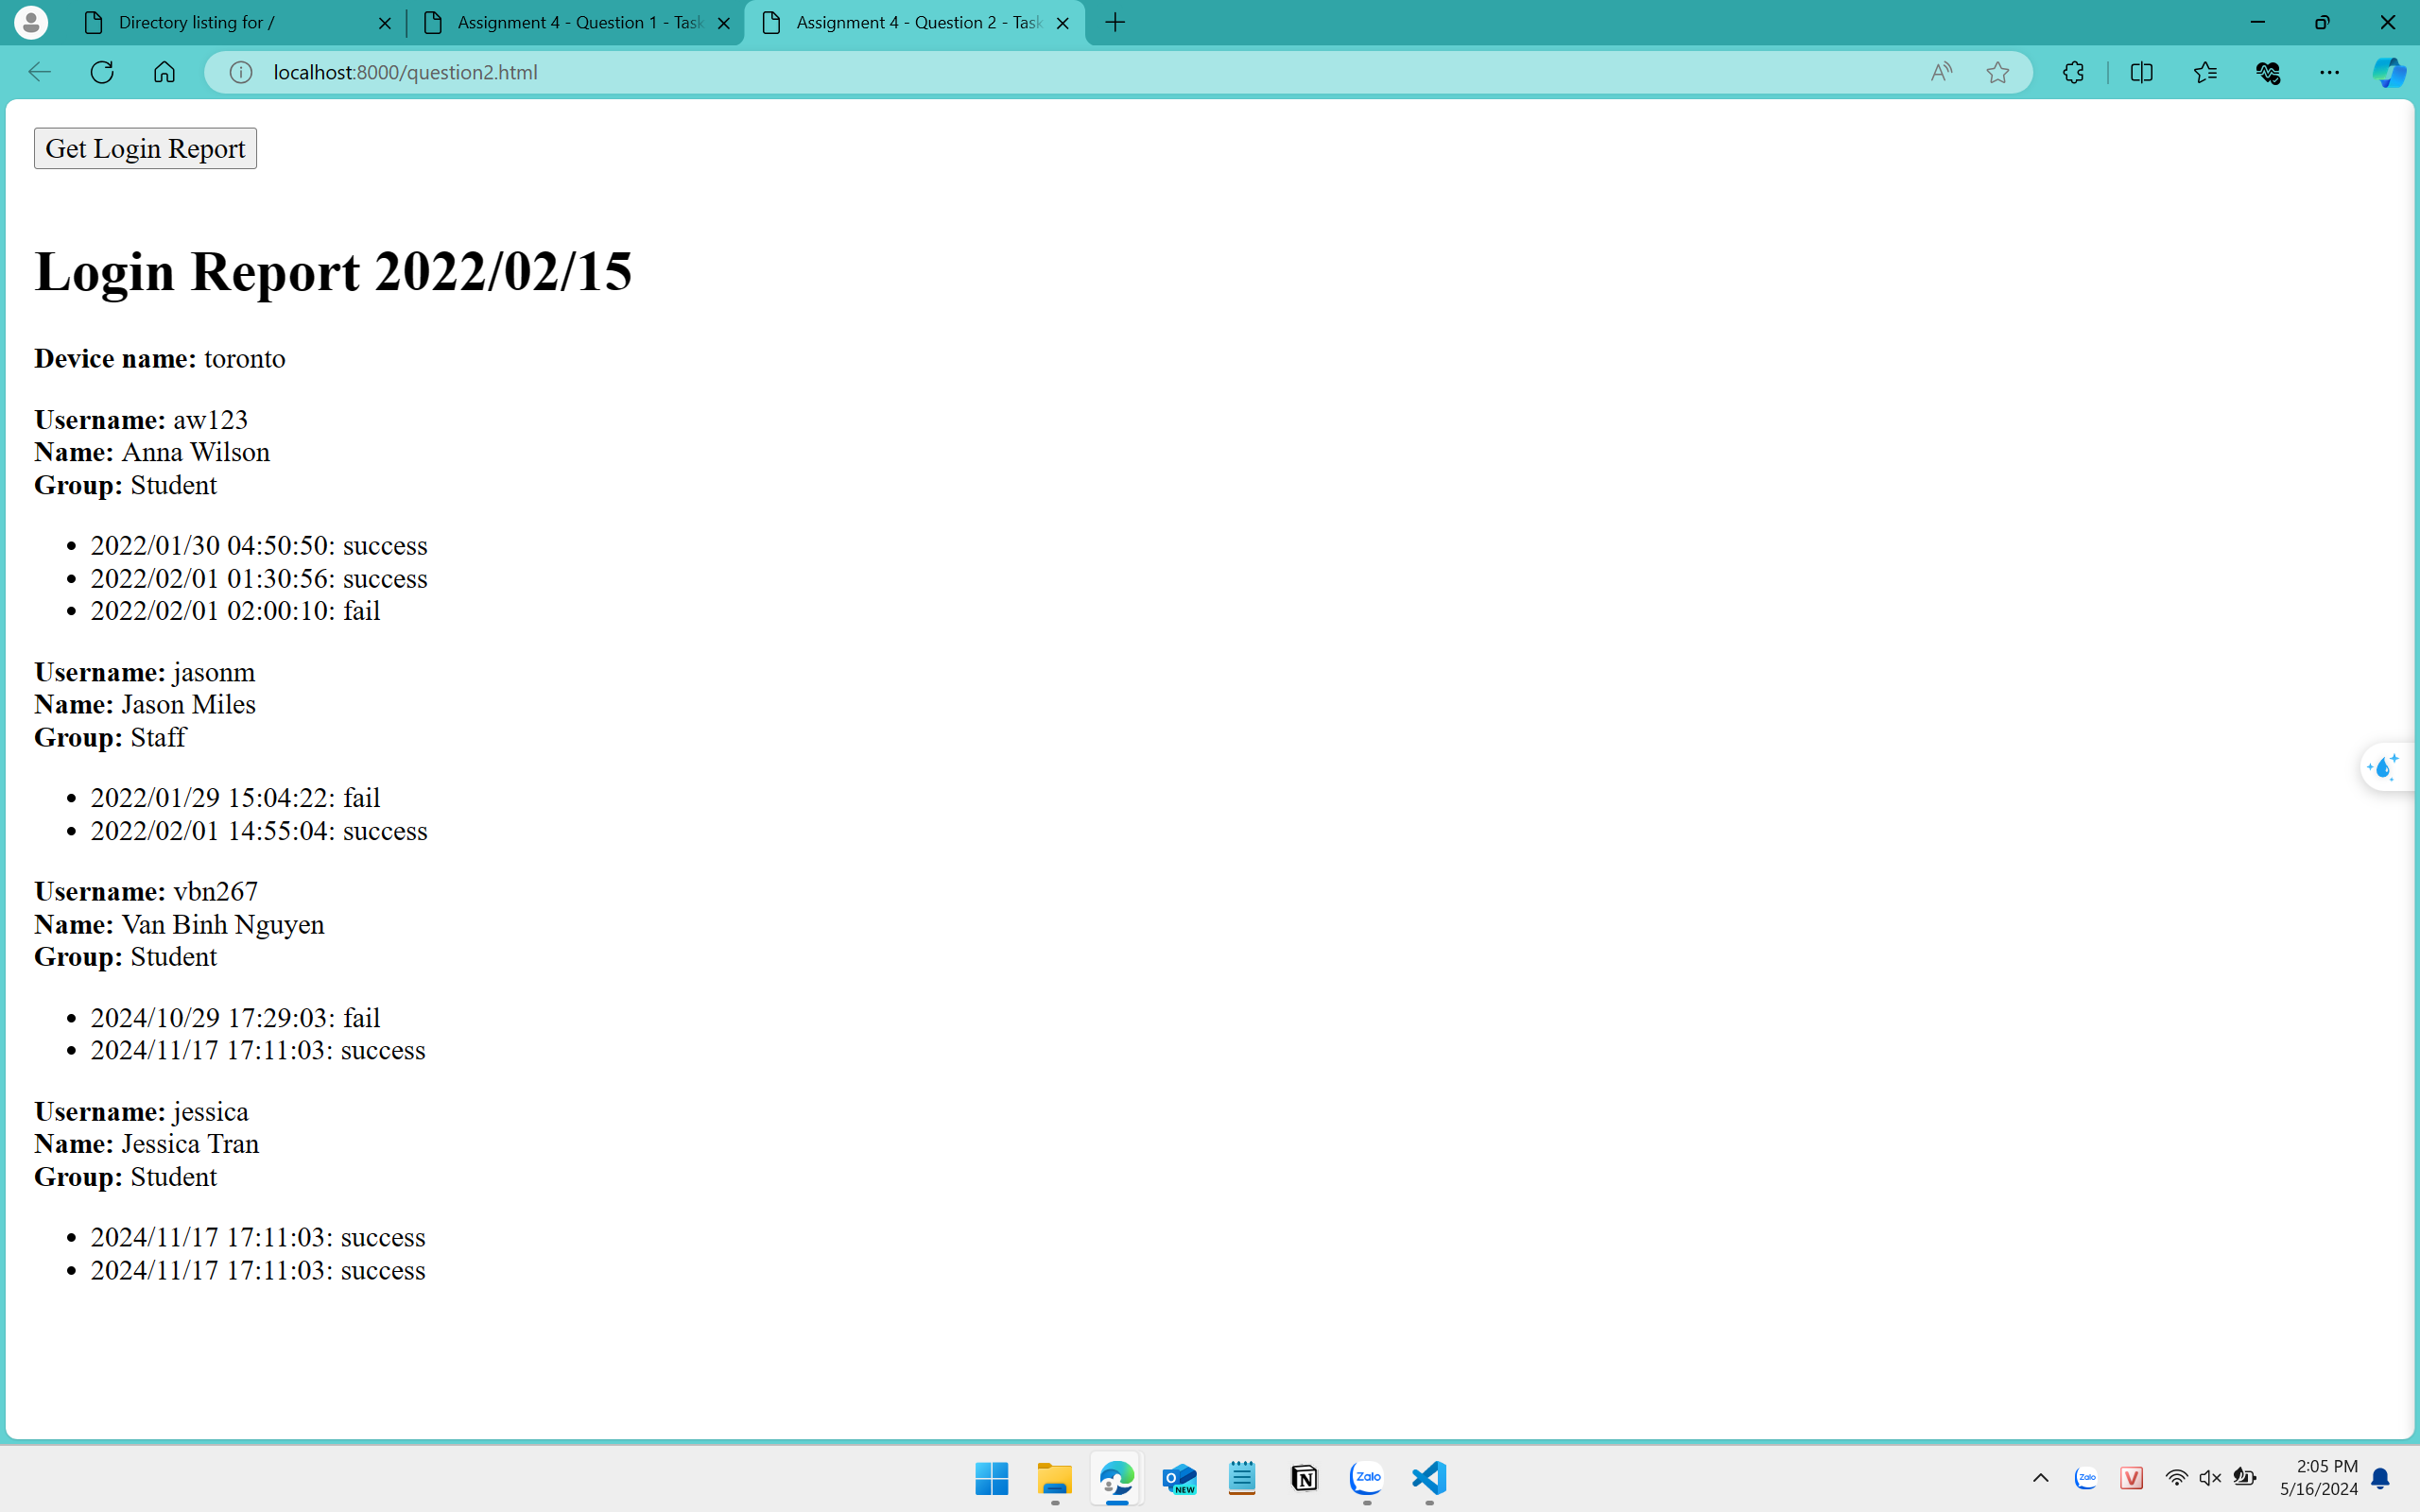 Directory listing for /
Assignment 4 - Question 1 - Task
Assignment 4 - Question 2 - Task
localhost:8000/question2.html
Get Login Report
Login Report 2022/02/15
Device name: toronto
Username: aw123
Name: Anna Wilson
Group: Student
• 2022/01/30 04:50:50: success
• 2022/02/01 01:30:56: success
• 2022/02/01 02:00:10: fail
Username: jasonm
Name: Jason Miles
Group: Staff
• 2022/01/29 15:04:22: fail
• 2022/02/01 14:55:04: success
Username: vbn267
Name: Van Binh Nguyen
Group: Student
• 2024/10/29 17:29:03: fail
• 2024/11/17 17:11:03: success
Username: jessica
Name: Jessica Tran
Group: Student
• 2024/11/17 17:11:03: success
• 2024/11/17 17:11:03: success
NEW
Zalo
Zalo
V
2:05 PM
5/16/2024